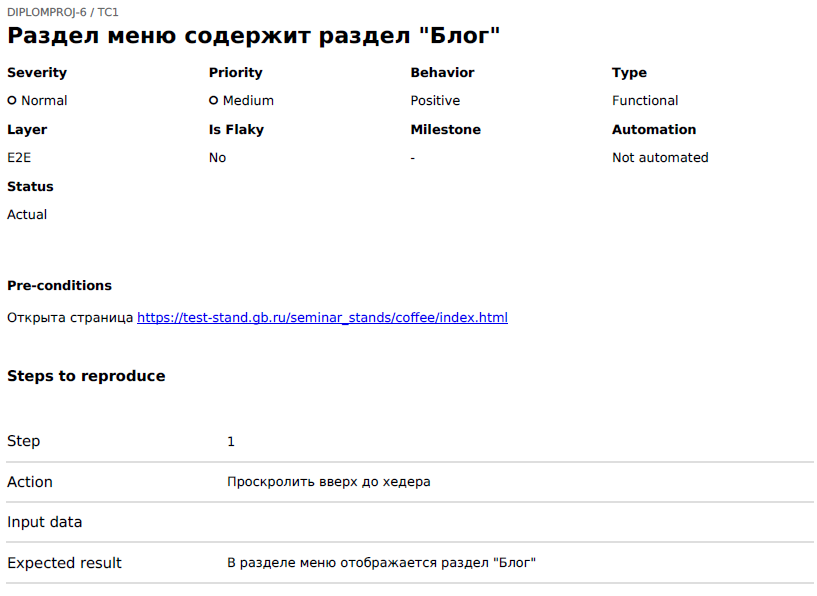 DIPLOMPROJ-6 / TC1
Раздел меню содержит раздел "Блог"
Severity Priority Behavior Type
Normal Medium Positive Functional
Layer Is Flaky Milestone Automation
E2E No - Not automated
Status
Actual
Pre-conditions
Открыта страница https://test-stand.gb.ru/seminar_stands/coffee/index.html
Steps to reproduce
Step 1
Action Проскролить вверх до хедера
Input data
Expected result В разделе меню отображается раздел "Блог"